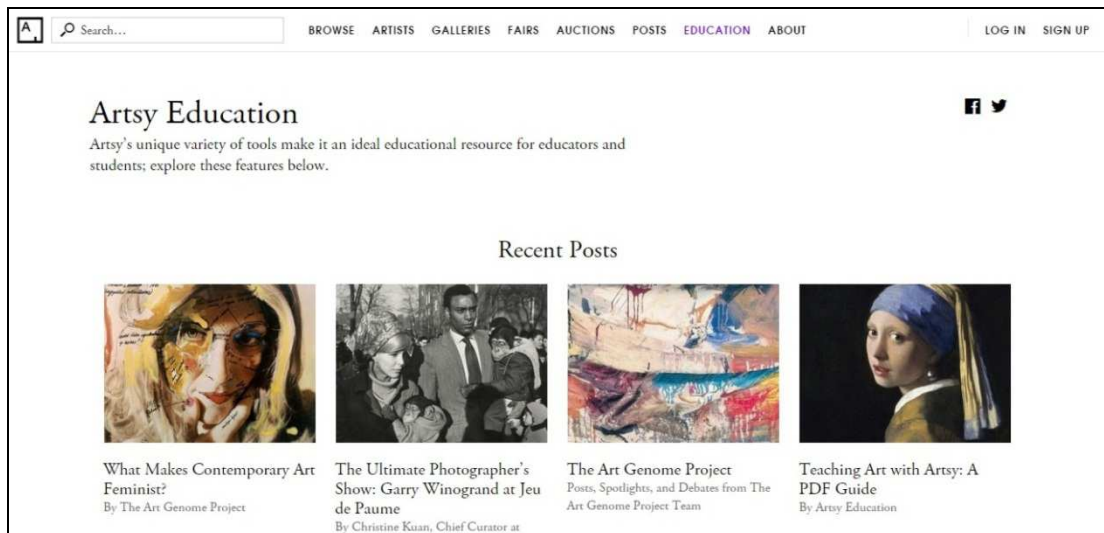 A
Search...
BROWSE ARTISTS GALLERIES FAIRS AUCTIONS POSTS EDUCATION ABOUT
LOG IN SIGN UP
Artsy Education
Artsy's unique variety of tools make it an ideal educational resource for educators and
students; explore these features below.
Recent Posts
What Makes Contemporary Art
Feminist?
By The Art Genome Project
The Ultimate Photographer's
Show: Garry Winogrand at Jeu
de Paume
By Christine Kuan, Chief Curator at
The Art Genome Project
Posts, Spotlights, and Debates from The
Art Genome Project Team
Teaching Art with Artsy: A
PDF Guide
By Artsy Education